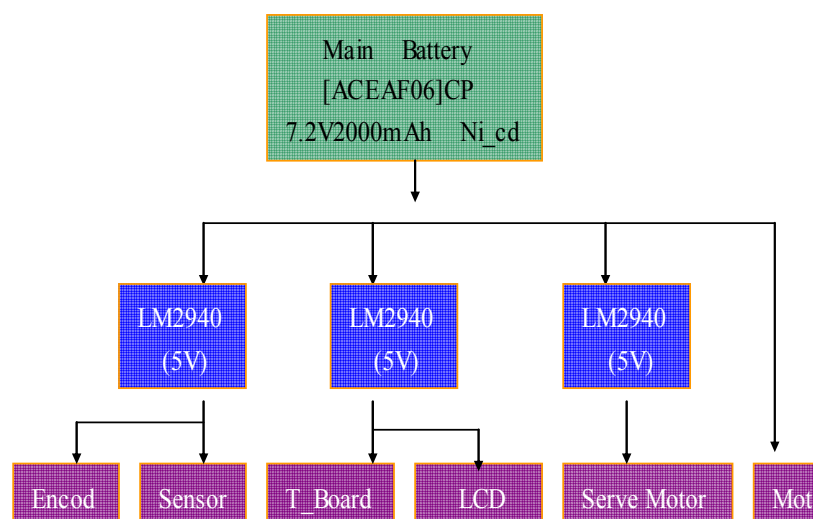 Main Battery
[ACEAF06]CP
7.2V2000mAh Ni_cd
LM2940
(5V)
LM2940
(5V)
LM2940
(5V)
Encod
Sensor
T_Board
LCD
Serve Motor
Mot